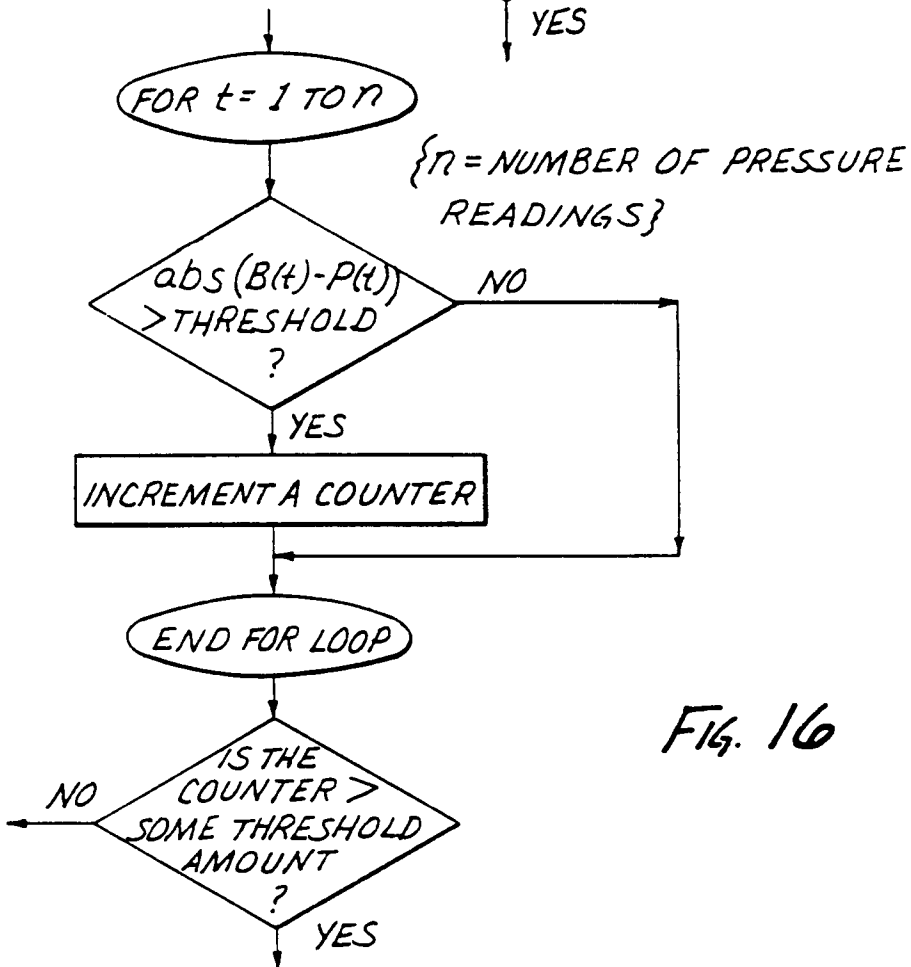 YES
FOR t = 1 TO n
{n = NUMBER OF PRESSURE
READINGS}
abs (B(t)-P(t))
> THRESHOLD
?
NO
YES
INCREMENT A COUNTER
END FOR LOOP
FIG. 16
IS THE
COUNTER >
SOME THRESHOLD
AMOUNT
?
NO
YES